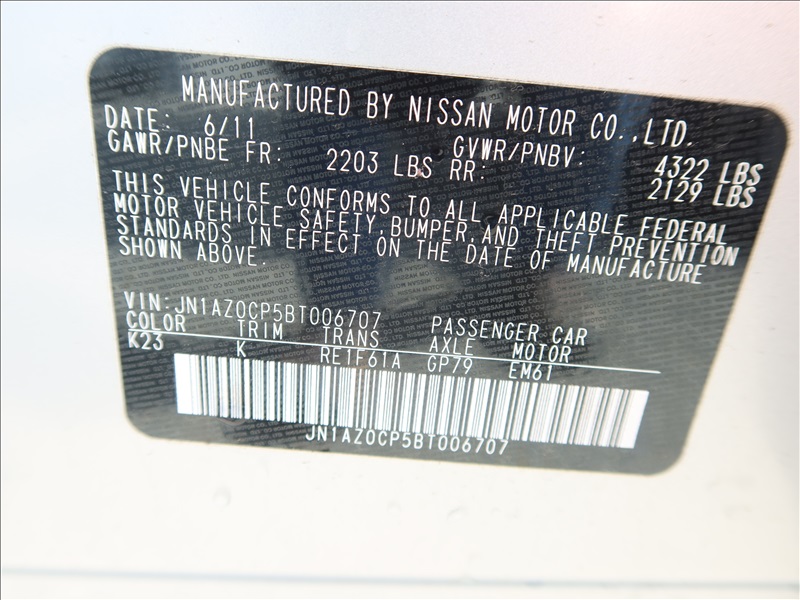 MANUFACTURED BY NISSAN MOTOR CO.,LTD.
DATE: 6/11 GVWR/PNBV: 4322 LBS
GAWR/PNBE FR: 2203 LBS RR: 2129 LBS
THIS VEHICLE CONFORMS TO ALL APPLICABLE FEDERAL
MOTOR VEHICLE SAFETY,BUMPER,AND THEFT PREVENTION
STANDARDS IN EFFECT ON THE DATE OF MANUFACTURE
SHOWN ABOVE.
VIN:JN1AZ0CP5BT006707 PASSENGER CAR
COLOR TRIM TRANS AXLE MOTOR
K23 K RE1F61A GP79 EM61
JN1AZ0CP5BT006707